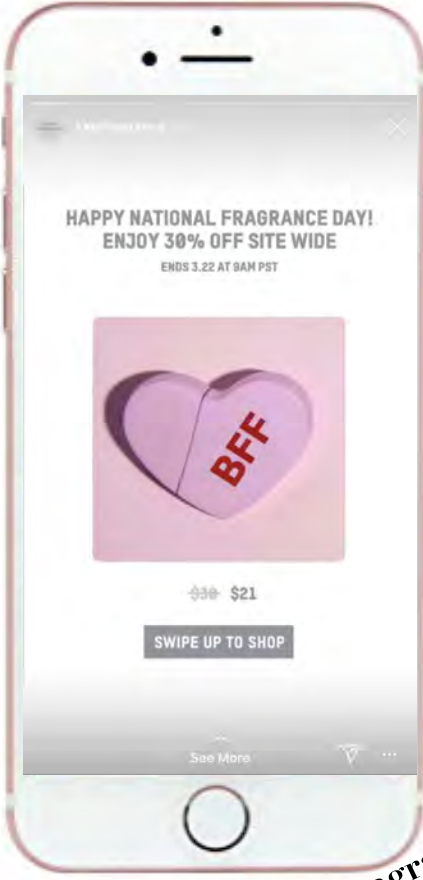 HAPPY NATIONAL FRAGRANCE DAY!
ENJOY 30% OFF SITE WIDE
ENDS 3.22 AT 9AM PST
BFF
$30 $21
SWIPE UP TO SHOP
See More